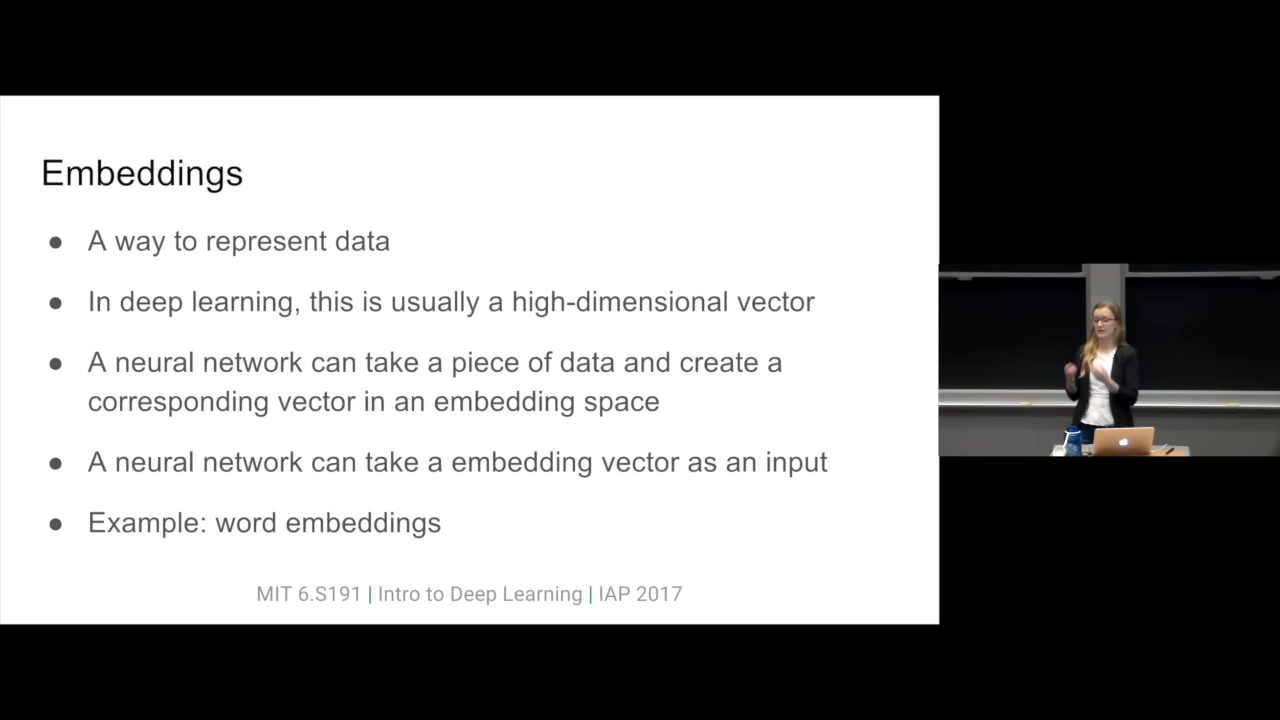 Embeddings
● A way to represent data
● In deep learning, this is usually a high-dimensional vector
● A neural network can take a piece of data and create a
corresponding vector in an embedding space
● A neural network can take a embedding vector as an input
● Example: word embeddings
MIT 6.S191 | Intro to Deep Learning | IAP 2017